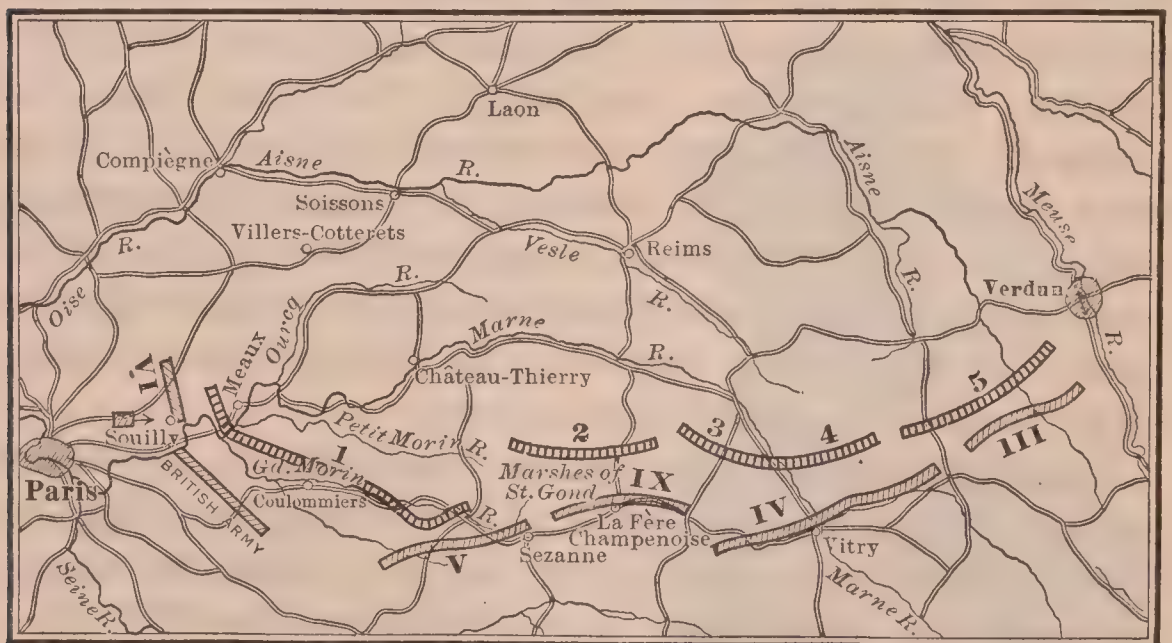 Laon
Compiègne
Aisne
R.
Aisne
Soissons
Meuse
Villers-Cotterets
R.
Vesle
Reims
R.
R.
Verdun
Oise
R.
Ourcq
Marne
R.
R.
VI
Meaux
Château-Thierry
5
Souilly
Petit Morin R.
2
3
4
III
1
Gd. Morin
R.
Marshes of
St. Gond
IX
Paris
BRITISH ARMY
Coulommiers
La Fère
Champenoise
IV
V
Sezanne
Vitry
Seine R.
Marne R.